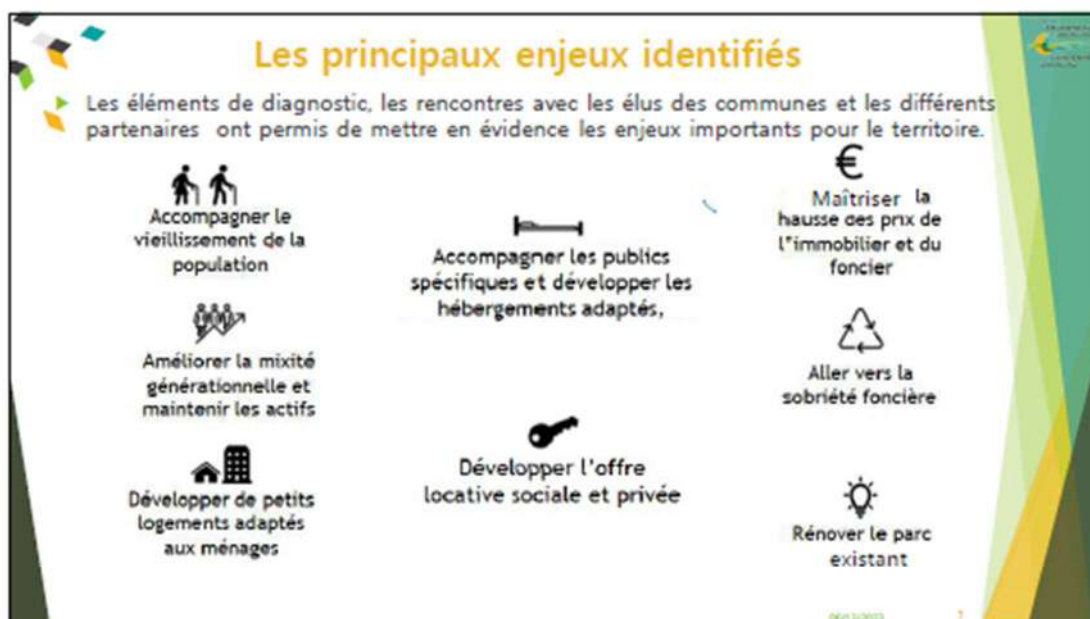 Les principaux enjeux identifiés
Les éléments de diagnostic, les rencontres avec les élus des communes et les différents
partenaires ont permis de mettre en évidence les enjeux importants pour le territoire.
Accompagner le
vieillissement de la
population
Améliorer la mixité
générationnelle et
maintenir les actifs
Développer de petits
logements adaptés
aux ménages
Accompagner les publics
spécifiques et développer les
hébergements adaptés,
Développer l'offre
locative sociale et privée
€
Maîtriser la
hausse des prix de
l'immobilier et du
foncier
Aller vers la
sobriété foncière
Rénover le parc
existant
7